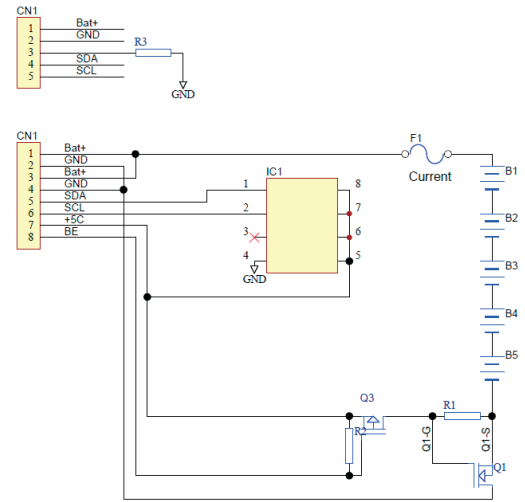 CN1
1 Bat+
2 GND
3 R3
4 SDA
5 SCL
GND
CN1
1 Bat+
2 GND
3 Bat+
4 GND
5 SDA
6 SCL
7 +5C
8 BE
F1
Current
IC1
1 8
2 7
3 6
4 5
GND
B1
B2
B3
B4
B5
Q3
R1
R2
Q1-G
Q1-S
Q1